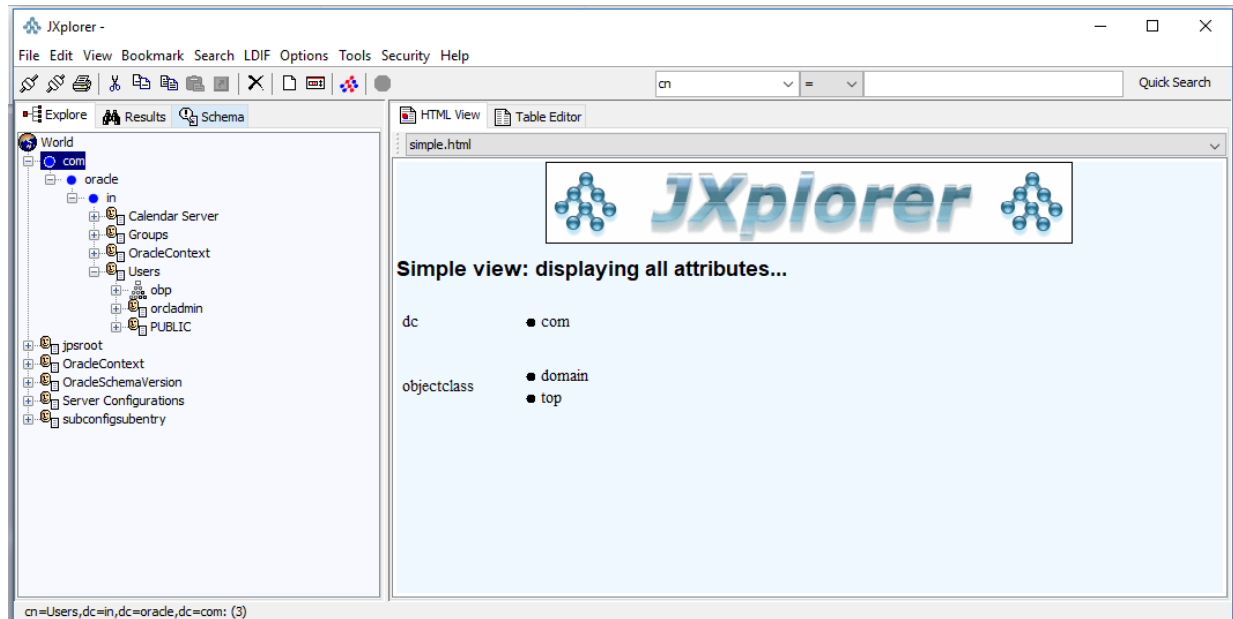 JXplorer -
File Edit View Bookmark Search LDIF Options Tools Security Help
cn = Quick Search
Explore Results Schema
HTML View Table Editor
World
com
oracle
in
Calendar Server
Groups
OracleContext
Users
obp
orcladmin
PUBLIC
jpsroot
OracleContext
OracleSchemaVersion
Server Configurations
subconfigsubentry
simple.html
JXplorer
Simple view: displaying all attributes...
dc com
objectclass domain
top
cn=Users,dc=in,dc=oracle,dc=com: (3)